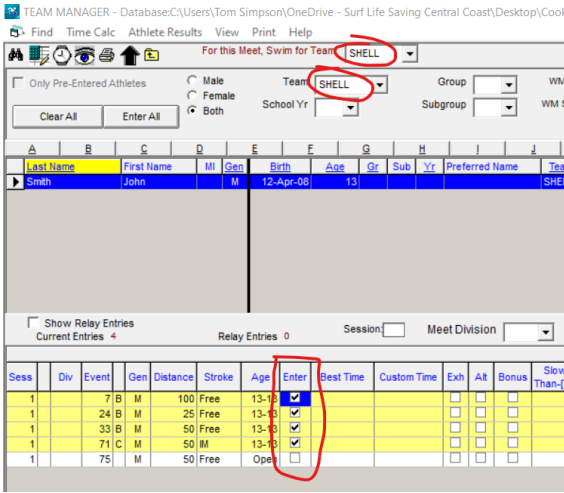 TEAM MANAGER - Database:C:\Users\Tom Simpson\OneDrive - Surf Life Saving Central Coast\Desktop\Cook
Find Time Calc Athlete Results View Print Help
For this Meet, Swim for Team SHELL
Only Pre-Entered Athletes Male Team SHELL Group WM
Female
Clear All Enter All Both School Yr Subgroup WM S
A B C D E F G H I J
Last Name First Name MI Gen Birth Age Gr Sub Yr Preferred Name Tea
Smith John M 12-Apr-08 13 SHE
Show Relay Entries
Current Entries 4 Relay Entries 0 Session: Meet Division
Slow
Sess Div Event Gen Distance Stroke Age Enter Best Time Custom Time Exh Alt Bonus Than-[
1 7 B M 100 Free 13-13
1 24 B M 25 Free 13-13
1 33 B M 50 Free 13-13
1 71 C M 50 IM 13-13
1 75 M 50 Free Open